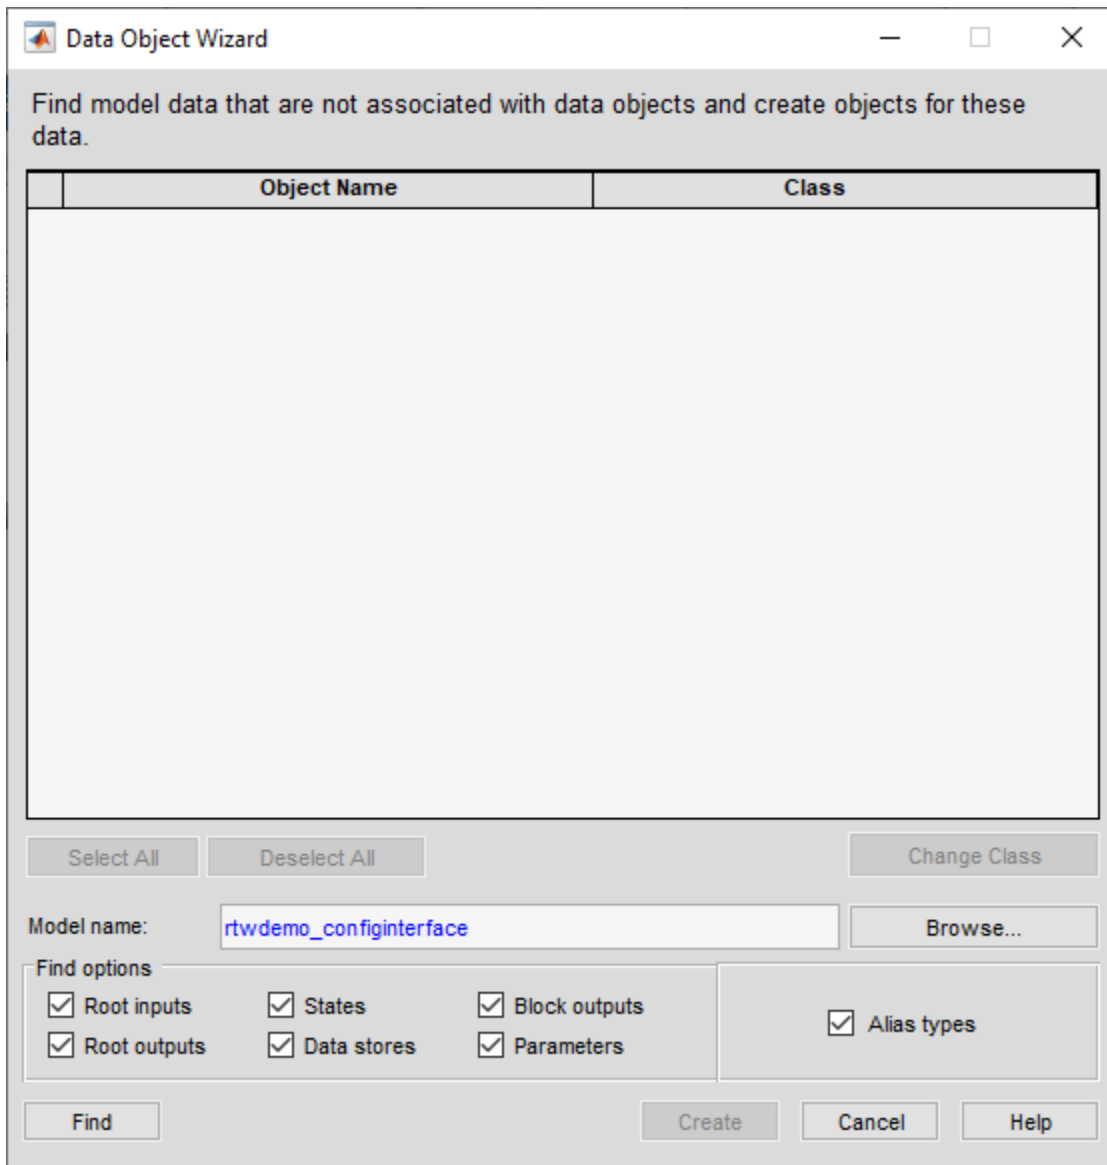 Data Object Wizard
Find model data that are not associated with data objects and create objects for these
data.
Object Name Class
Select All Deselect All Change Class
Model name: rtwdemo_configinterface Browse...
Find options
Root inputs States Block outputs Alias types
Root outputs Data stores Parameters
Find Create Cancel Help